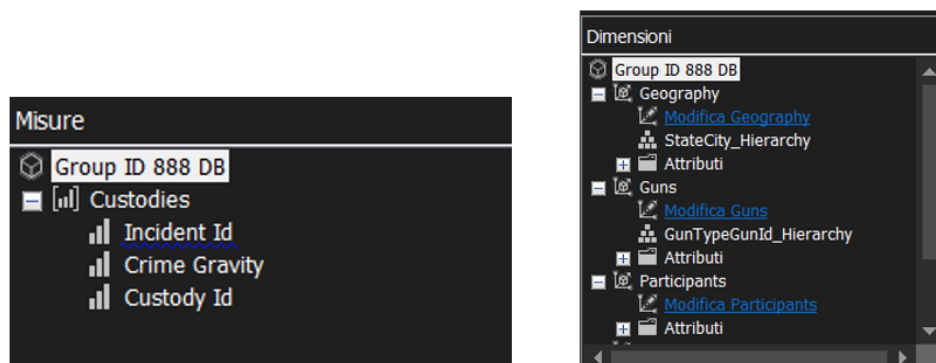 Misure
Group ID 888 DB
Custodies
Incident Id
Crime Gravity
Custody Id
Dimensioni
Group ID 888 DB
Geography
Modifica Geography
StateCity_Hierarchy
Attributi
Guns
Modifica Guns
GunTypeGunId_Hierarchy
Attributi
Participants
Modifica Participants
Attributi